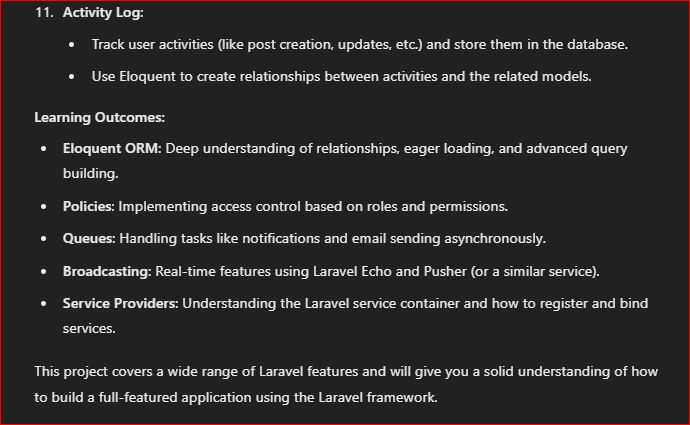 11. Activity Log:
• Track user activities (like post creation, updates, etc.) and store them in the database.
• Use Eloquent to create relationships between activities and the related models.
Learning Outcomes:
• Eloquent ORM: Deep understanding of relationships, eager loading, and advanced query
building.
• Policies: Implementing access control based on roles and permissions.
• Queues: Handling tasks like notifications and email sending asynchronously.
• Broadcasting: Real-time features using Laravel Echo and Pusher (or a similar service).
• Service Providers: Understanding the Laravel service container and how to register and bind
services.
This project covers a wide range of Laravel features and will give you a solid understanding of how
to build a full-featured application using the Laravel framework.